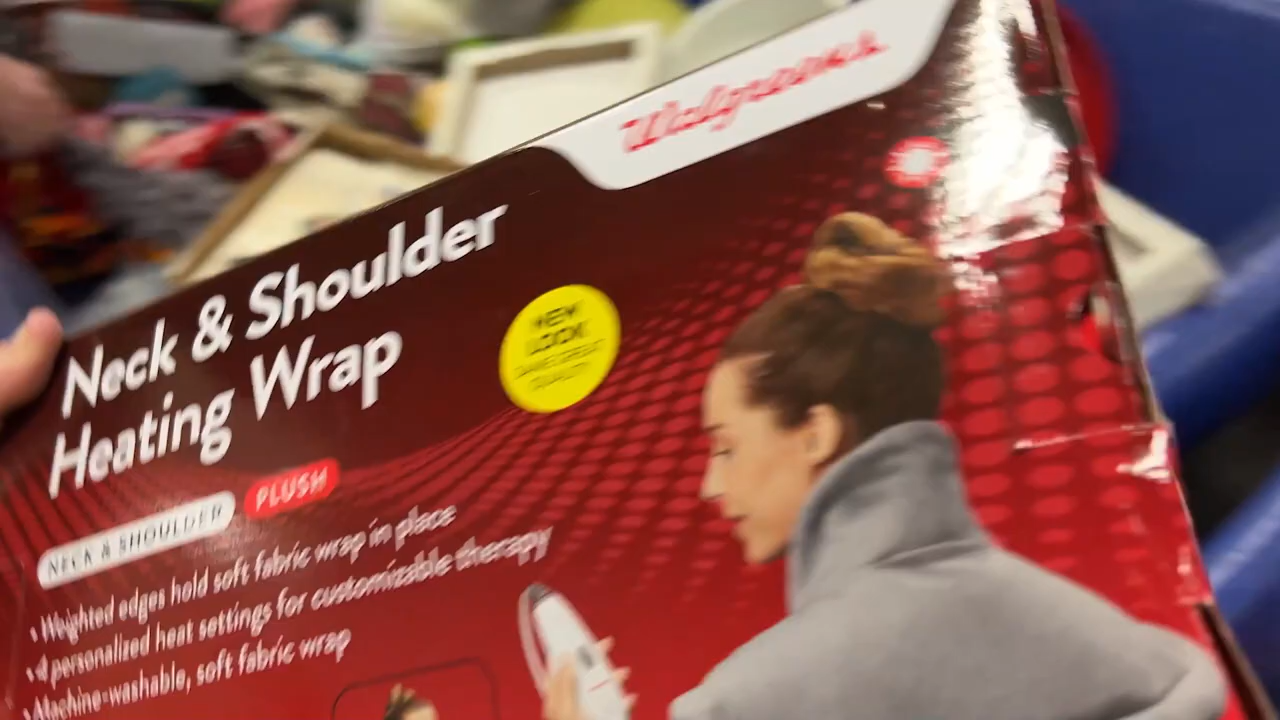 Walgreens
Neck & Shoulder
Heating Wrap
NEW
LOOK
SAME GREAT
QUALITY
NECK & SHOULDER
PLUSH
• Weighted edges hold soft fabric wrap in place
• 4 personalized heat settings for customizable therapy
• Machine-washable, soft fabric wrap